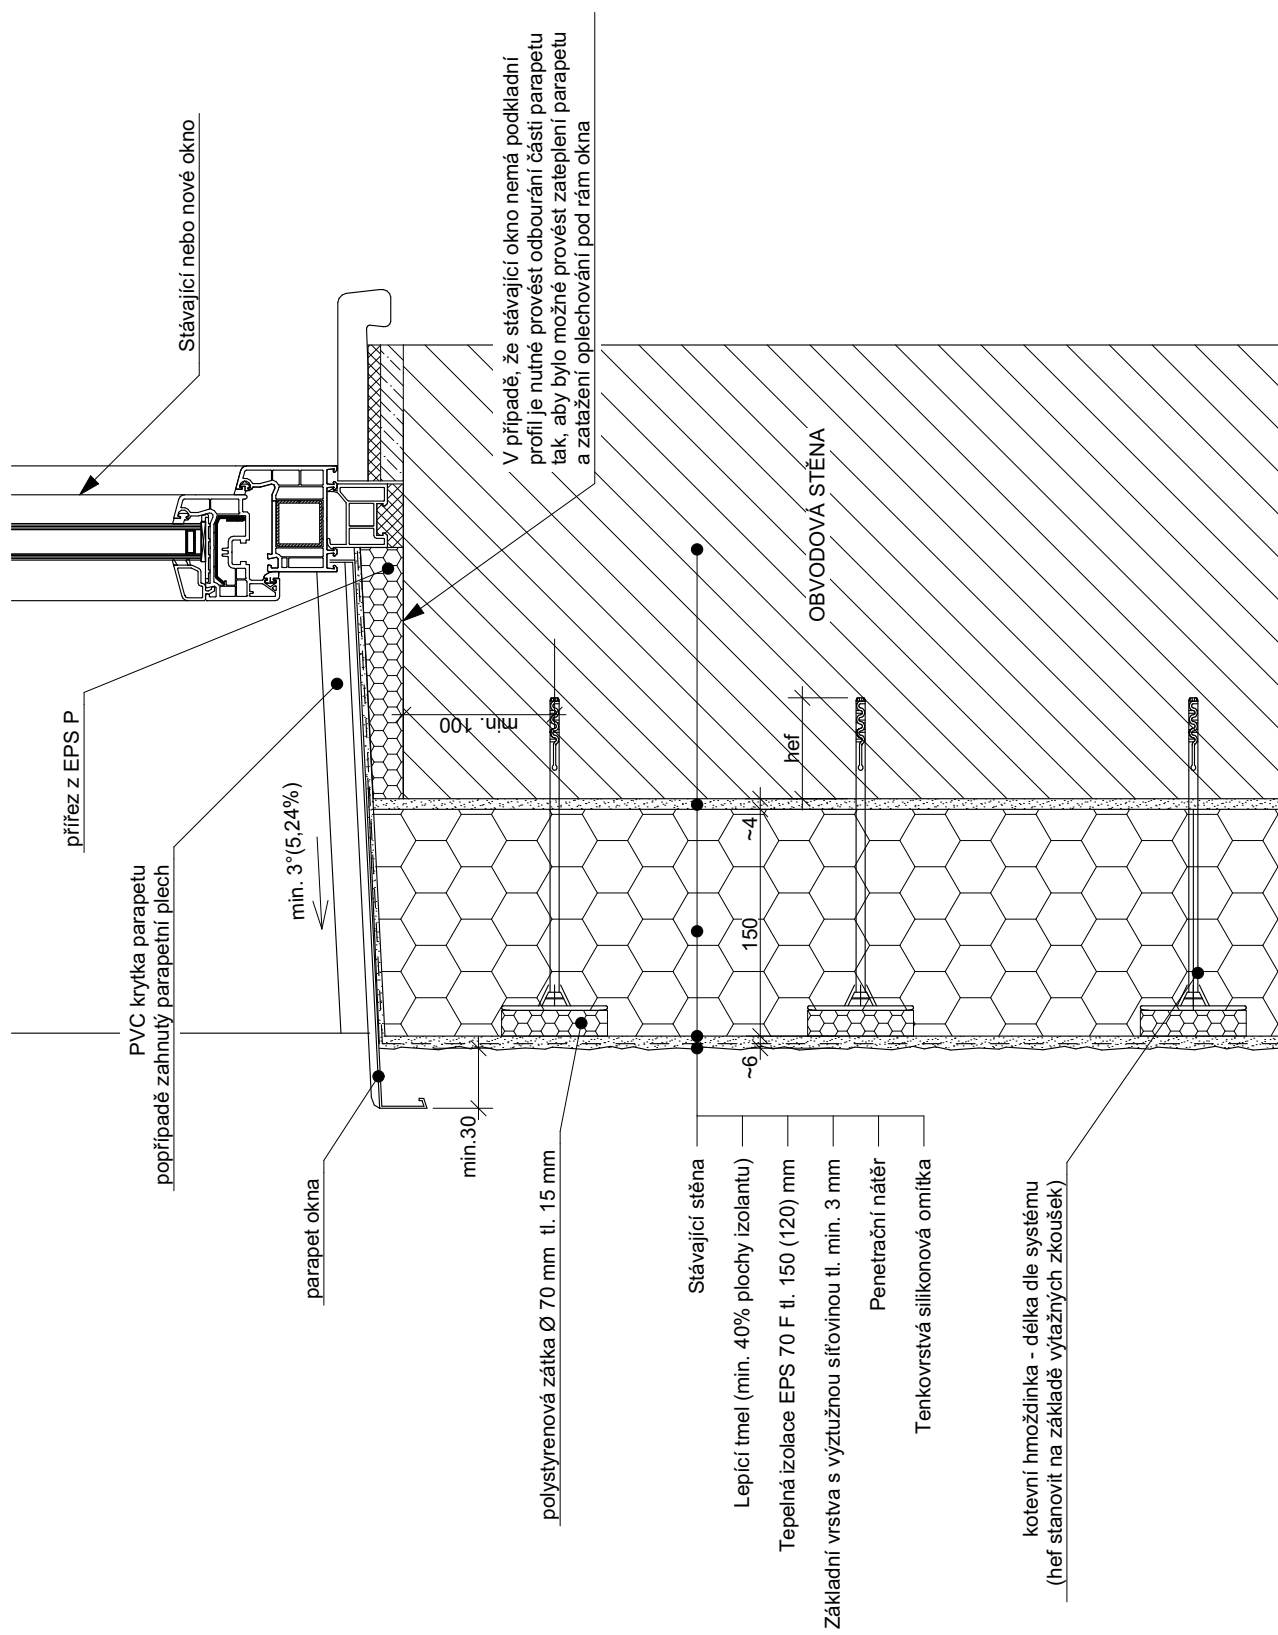 Stávající nebo nové okno
V případě, že stávající okno nemá podkladní
profil je nutné provést odbourání části parapetu
tak, aby bylo možné provést zateplení parapetu
a zatažení oplechování pod rám okna
přířez z EPS P
PVC krytka parapetu
popřípadě zahnutý parapetní plech
min. 3°(5,24%)
parapet okna
min. 100
OBVODOVÁ STĚNA
hef
~4
150
~6
min.30
polystyrenová zátka Ø 70 mm tl. 15 mm
Stávající stěna
Lepící tmel (min. 40% plochy izolantu)
Tepelná izolace EPS 70 F tl. 150 (120) mm
Základní vrstva s výztužnou síťovinou tl. min. 3 mm
Penetrační nátěr
Tenkovrstvá silikonová omítka
kotevní hmoždinka - délka dle systému
(hef stanovit na základě výtažných zkoušek)